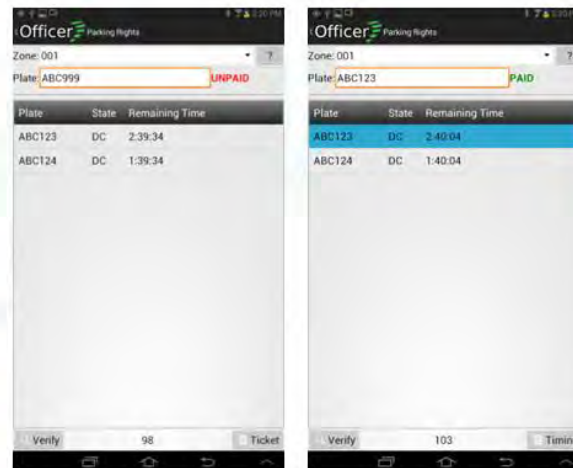 Officer Parking Rights
Zone: 001
?
Plate: ABC999
UNPAID
Plate State Remaining Time
ABC123 DC 2:39:34
ABC124 DC 1:39:34
Verify
98
Ticket
Officer Parking Rights
Zone: 001
?
Plate: ABC123
PAID
Plate State Remaining Time
ABC123 DC 2:40:04
ABC124 DC 1:40:04
Verify
103
Timin